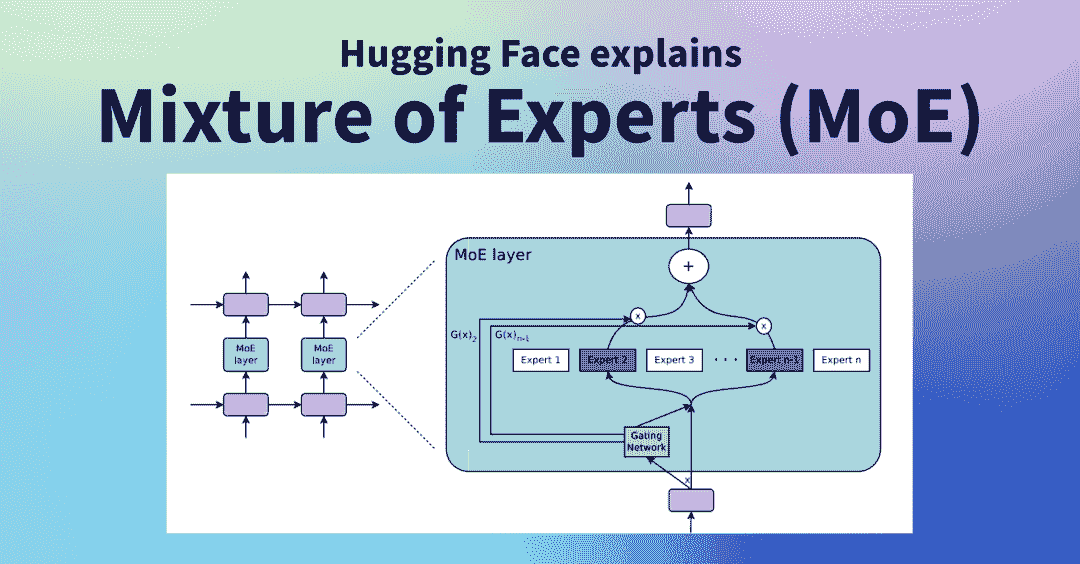 Hugging Face explains
Mixture of Experts (MoE)
MoE layer
+
x
x
G(x)₂
G(x)ₙ₋₁
Expert 1
Expert 2
Expert 3
. . .
Expert n-1
Expert n
MoE
layer
MoE
layer
Gating
Network
x